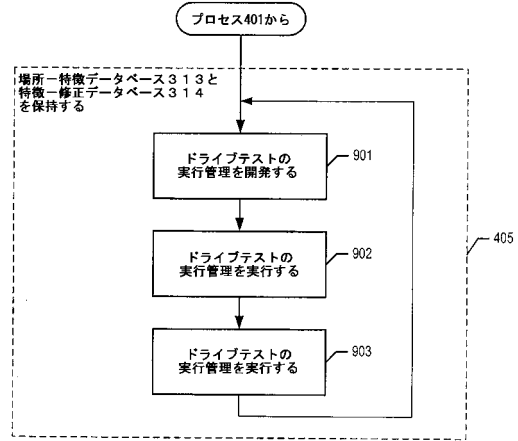 プロセス401から
場所－特徴データベース３１３と
特徴－修正データベース３１４
を保持する
ドライブテストの
実行管理を開発する
901
ドライブテストの
実行管理を実行する
902
405
ドライブテストの
実行管理を実行する
903